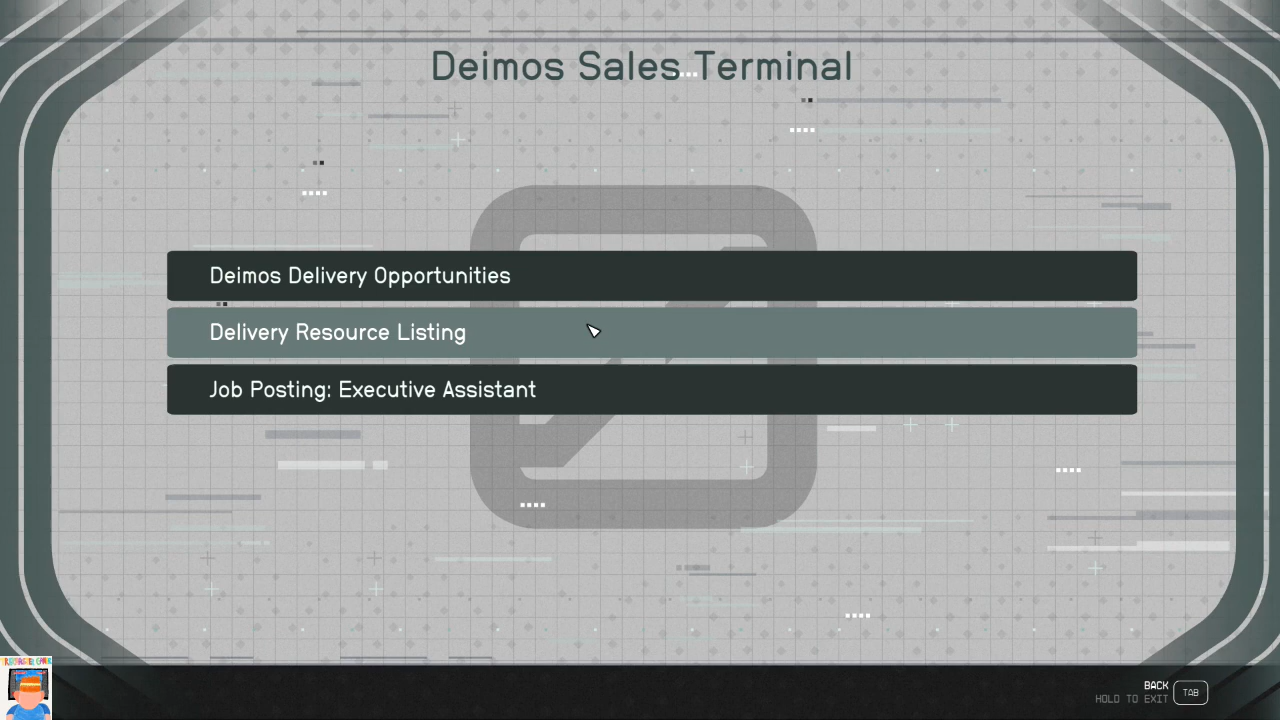 Deimos Sales Terminal
Deimos Delivery Opportunities
Delivery Resource Listing
Job Posting: Executive Assistant
BACK
HOLD TO EXIT
TAB